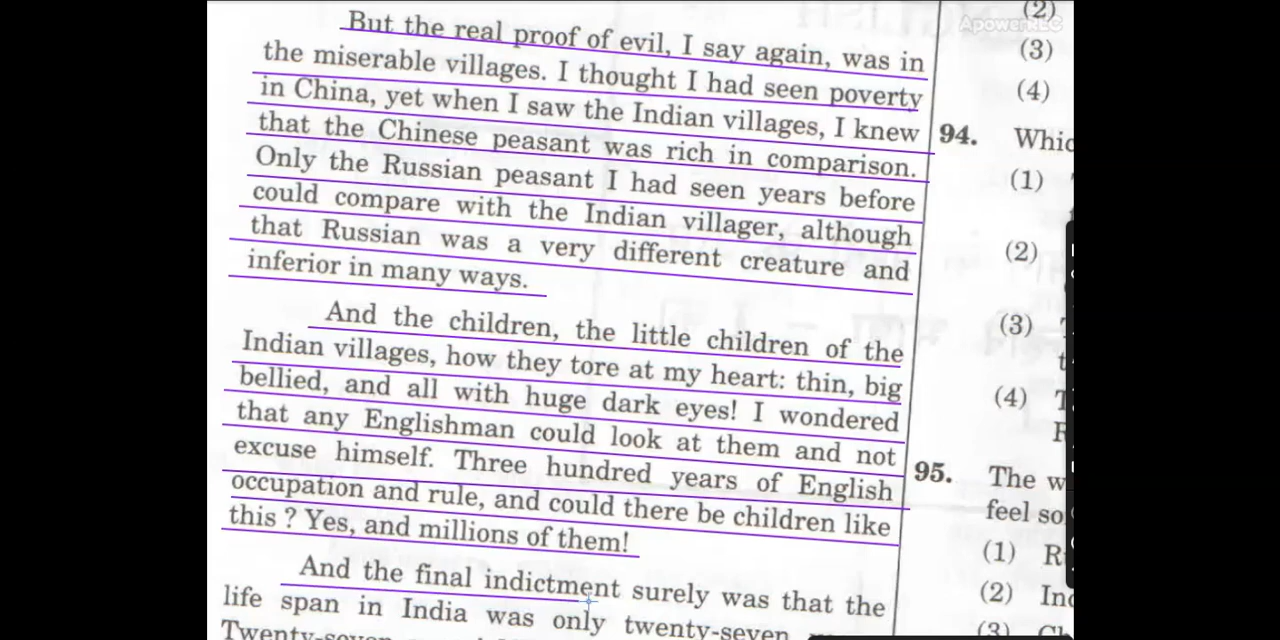 But the real proof of evil, I say again, was in
the miserable villages. I thought I had seen poverty
in China, yet when I saw the Indian villages, I knew
that the Chinese peasant was rich in comparison.
Only the Russian peasant I had seen years before
could compare with the Indian villager, although
that Russian was a very different creature and
inferior in many ways.
And the children, the little children of the
Indian villages, how they tore at my heart: thin, big
bellied, and all with huge dark eyes! I wondered
that any Englishman could look at them and not
excuse himself. Three hundred years of English
occupation and rule, and could there be children like
this ? Yes, and millions of them!
And the final indictment surely was that the
life span in India was only twenty-seven
Twenty-seven
(2)
ApowerREC
(3)
(4)
94. Whic
(1)
(2)
(3) T
(4) T
95. The w
feel so
(1) Ru
(2) Ind
(3) Ch